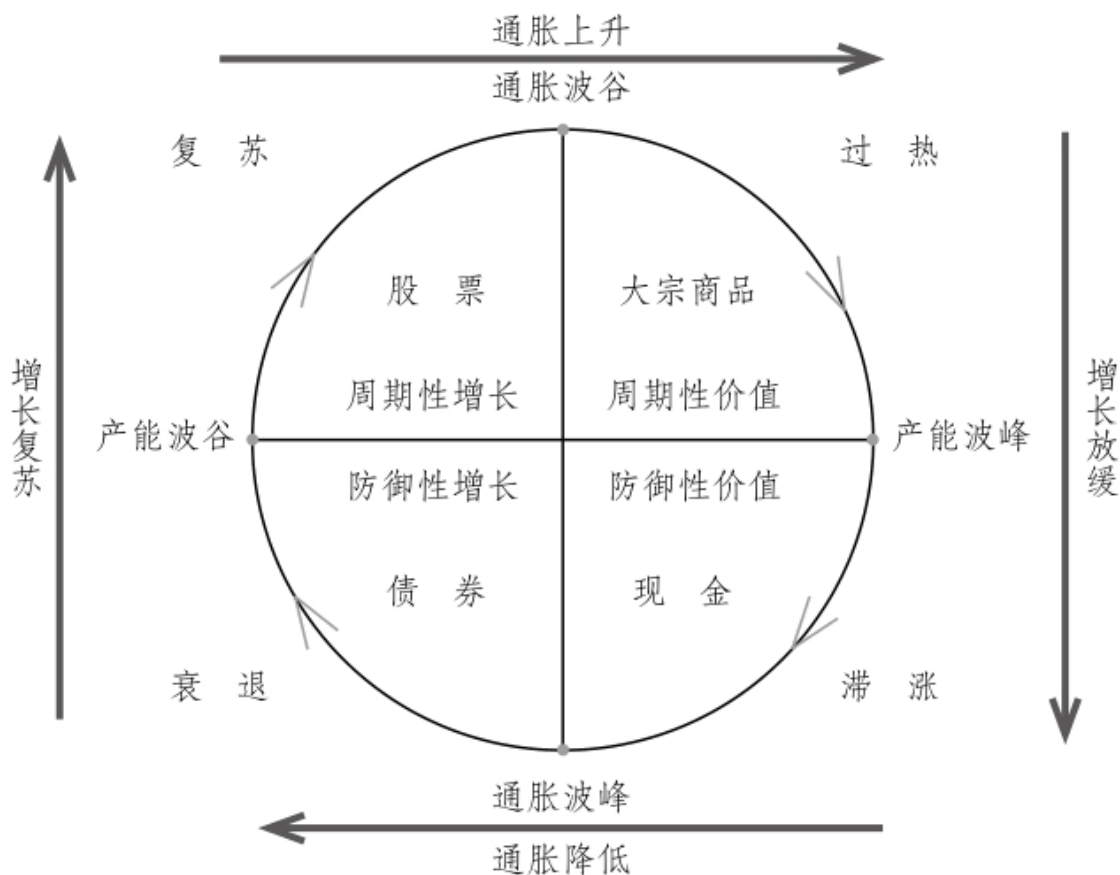 通胀上升
通胀波谷
复 苏
过 热
股 票
大宗商品
周期性增长
周期性价值
增长复苏
产能波谷
产能波峰
增长放缓
防御性增长
防御性价值
债 券
现 金
衰 退
滞 涨
通胀波峰
通胀降低